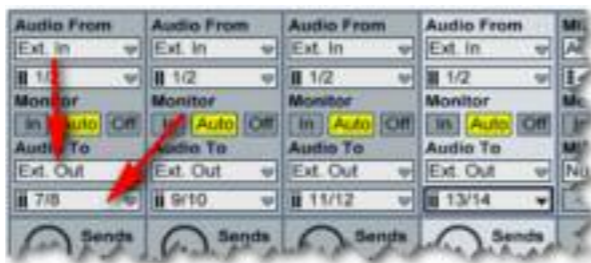 Audio From Audio From Audio From Audio From
Ext. In Ext. In Ext. In Ext. In
1/2 1/2 1/2 1/2
Monitor Monitor Monitor Monitor
In Auto Off In Auto Off In Auto Off In Auto Off
Audio To Audio To Audio To Audio To
Ext. Out Ext. Out Ext. Out Ext. Out
7/8 9/10 11/12 13/14
Sends Sends Sends Sends